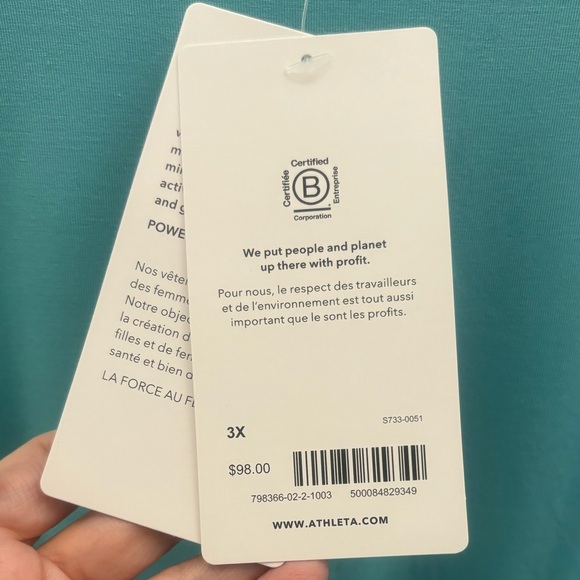 and g
POWE
Nos vête
des femm
Notre objec
la création d
filles et de fe
santé et bien
LA FORCE AU F
Certified
Certifiée
B
Entreprise
Corporation
We put people and planet
up there with profit.
Pour nous, le respect des travailleurs
et de l'environnement est tout aussi
important que le sont les profits.
S733-0051
3X
$98.00
798366-02-2-1003 500084829349
WWW.ATHLETA.COM